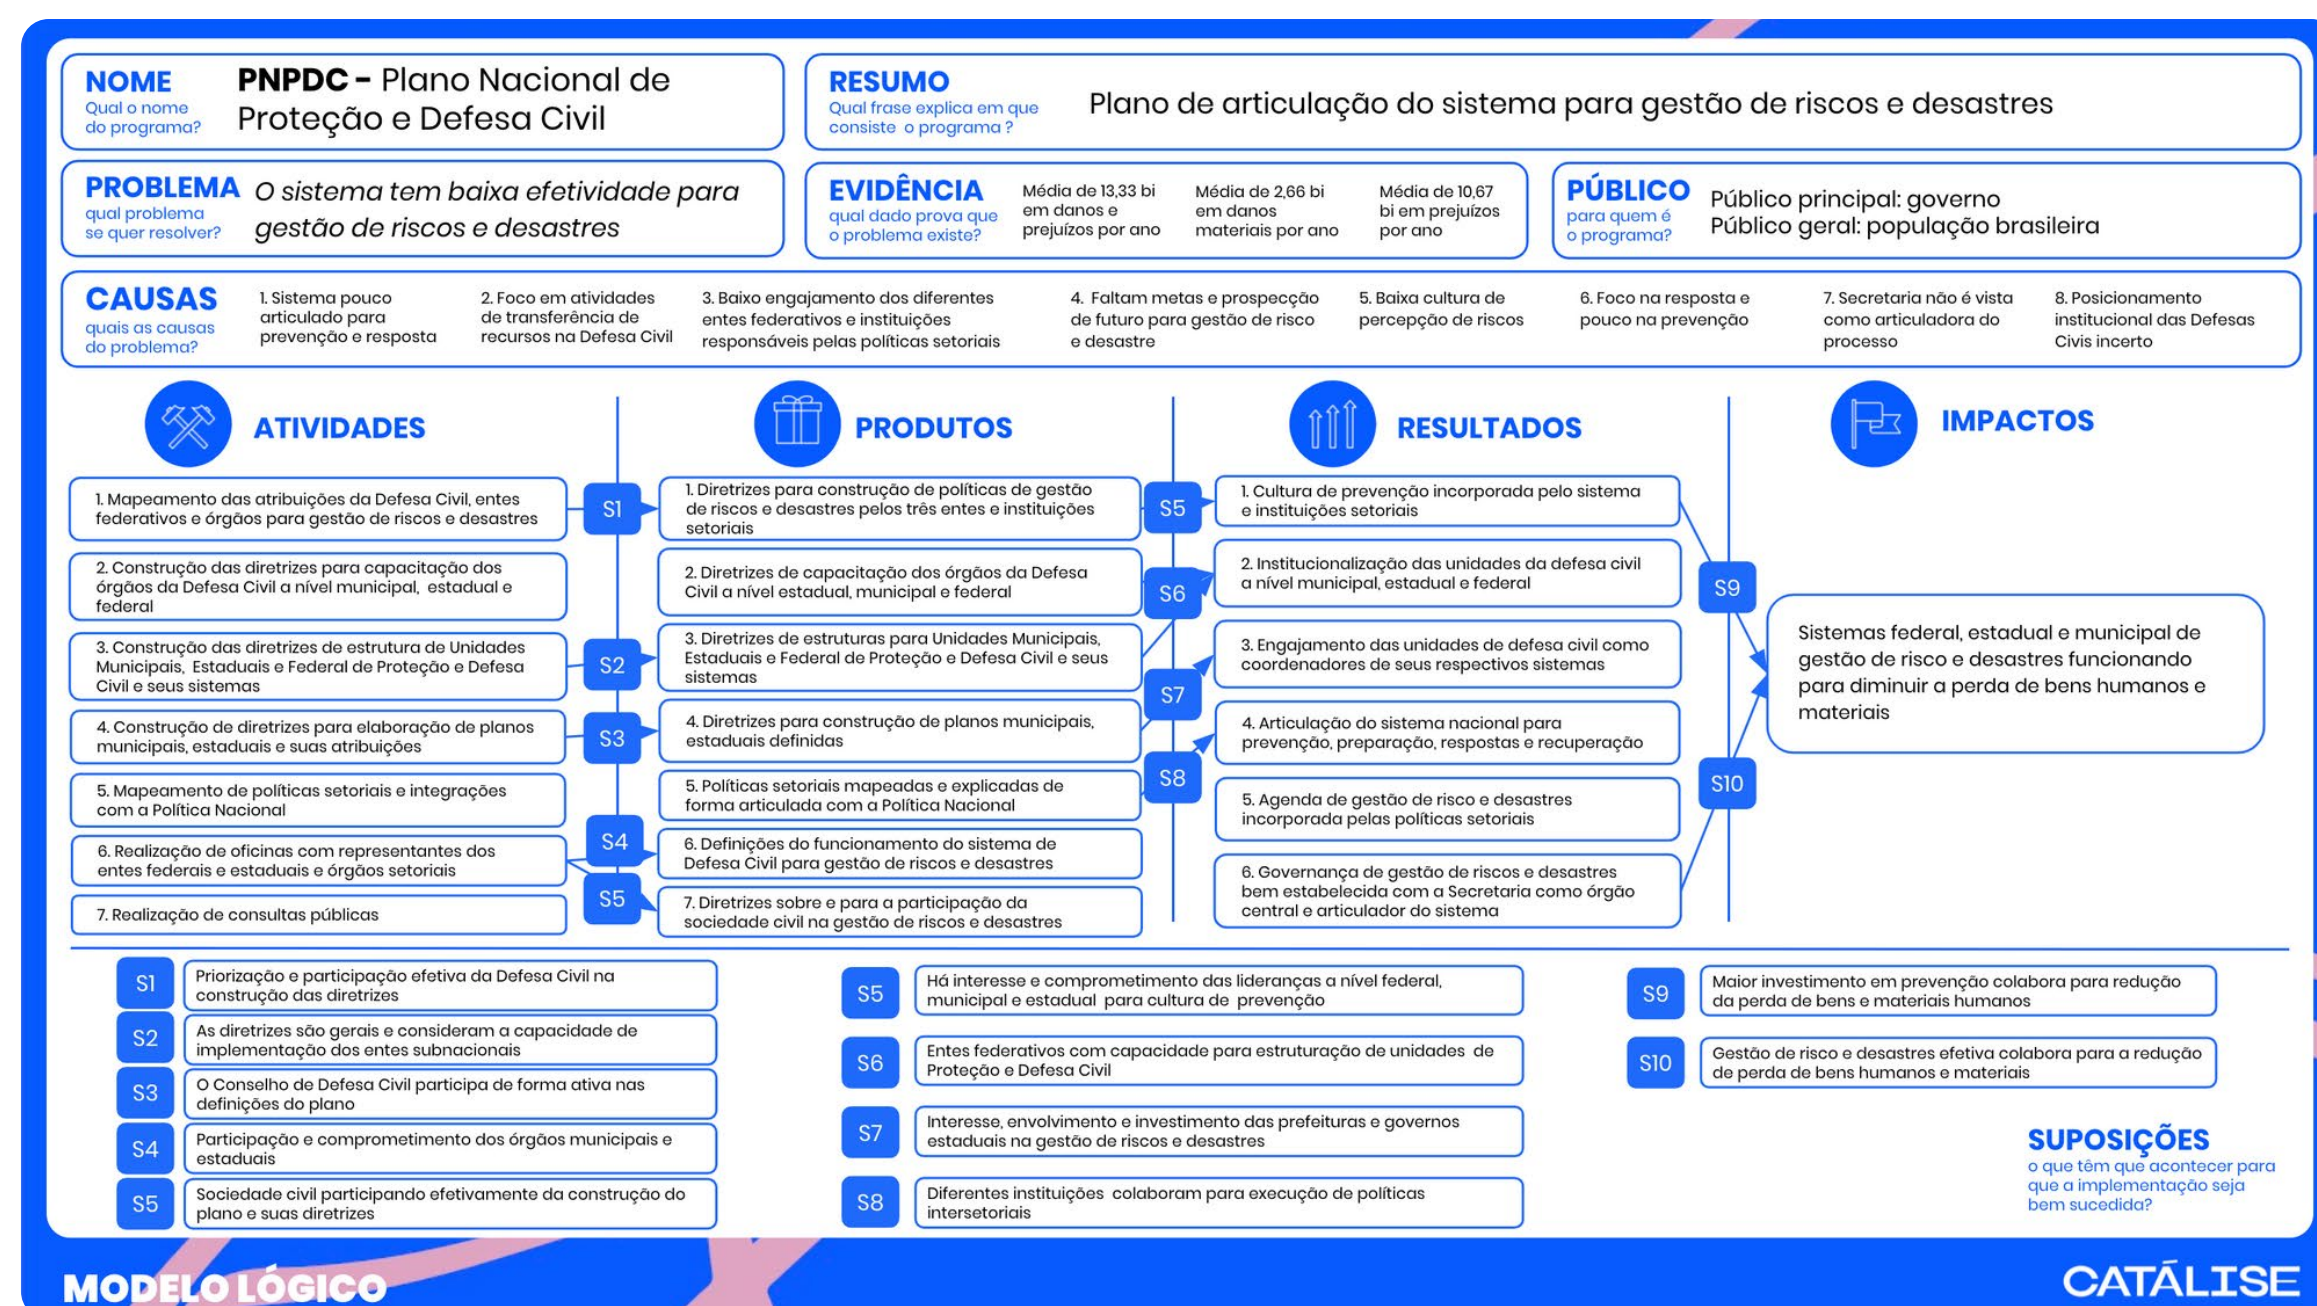 NOME
Qual o nome
do programa?
PNPDC - Plano Nacional de
Proteção e Defesa Civil
RESUMO
Qual frase explica em que
consiste o programa ?
Plano de articulação do sistema para gestão de riscos e desastres
PROBLEMA
qual problema
se quer resolver?
O sistema tem baixa efetividade para
gestão de riscos e desastres
EVIDÊNCIA
qual dado prova que
o problema existe?
Média de 13,33 bi
em danos e
prejuízos por ano
Média de 2,66 bi
em danos
materiais por ano
Média de 10,67
bi em prejuízos
por ano
PÚBLICO
para quem é
o programa?
Público principal: governo
Público geral: população brasileira
CAUSAS
quais as causas
do problema?
1. Sistema pouco
articulado para
prevenção e resposta
2. Foco em atividades
de transferência de
recursos na Defesa Civil
3. Baixo engajamento dos diferentes
entes federativos e instituições
responsáveis pelas políticas setoriais
4. Faltam metas e prospecção
de futuro para gestão de risco
e desastre
5. Baixa cultura de
percepção de riscos
6. Foco na resposta e
pouco na prevenção
7. Secretaria não é vista
como articuladora do
processo
8. Posicionamento
institucional das Defesas
Civis incerto
ATIVIDADES
1. Mapeamento das atribuições da Defesa Civil, entes
federativos e órgãos para gestão de riscos e desastres
2. Construção das diretrizes para capacitação dos
órgãos da Defesa Civil a nível municipal, estadual e
federal
3. Construção das diretrizes de estrutura de Unidades
Municipais, Estaduais e Federal de Proteção e Defesa
Civil e seus sistemas
4. Construção de diretrizes para elaboração de planos
municipais, estaduais e suas atribuições
5. Mapeamento de políticas setoriais e integrações
com a Política Nacional
6. Realização de oficinas com representantes dos
entes federais e estaduais e órgãos setoriais
7. Realização de consultas públicas
S1
S2
S3
S4
S5
PRODUTOS
1. Diretrizes para construção de políticas de gestão
de riscos e desastres pelos três entes e instituições
setoriais
2. Diretrizes de capacitação dos órgãos da Defesa
Civil a nível estadual, municipal e federal
3. Diretrizes de estruturas para Unidades Municipais,
Estaduais e Federal de Proteção e Defesa Civil e seus
sistemas
4. Diretrizes para construção de planos municipais,
estaduais definidas
5. Políticas setoriais mapeadas e explicadas de
forma articulada com a Política Nacional
6. Definições do funcionamento do sistema de
Defesa Civil para gestão de riscos e desastres
7. Diretrizes sobre e para a participação da
sociedade civil na gestão de riscos e desastres
S5
S6
S7
S8
RESULTADOS
1. Cultura de prevenção incorporada pelo sistema
e instituições setoriais
2. Institucionalização das unidades da defesa civil
a nível municipal, estadual e federal
3. Engajamento das unidades de defesa civil como
coordenadores de seus respectivos sistemas
4. Articulação do sistema nacional para
prevenção, preparação, respostas e recuperação
5. Agenda de gestão de risco e desastres
incorporada pelas políticas setoriais
6. Governança de gestão de riscos e desastres
bem estabelecida com a Secretaria como órgão
central e articulador do sistema
S9
S10
IMPACTOS
Sistemas federal, estadual e municipal de
gestão de risco e desastres funcionando
para diminuir a perda de bens humanos e
materiais
S1
Priorização e participação efetiva da Defesa Civil na
construção das diretrizes
S2
As diretrizes são gerais e consideram a capacidade de
implementação dos entes subnacionais
S3
O Conselho de Defesa Civil participa de forma ativa nas
definições do plano
S4
Participação e comprometimento dos órgãos municipais e
estaduais
S5
Sociedade civil participando efetivamente da construção do
plano e suas diretrizes
S5
Há interesse e comprometimento das lideranças a nível federal,
municipal e estadual para cultura de prevenção
S6
Entes federativos com capacidade para estruturação de unidades de
Proteção e Defesa Civil
S7
Interesse, envolvimento e investimento das prefeituras e governos
estaduais na gestão de riscos e desastres
S8
Diferentes instituições colaboram para execução de políticas
intersetoriais
S9
Maior investimento em prevenção colabora para redução
da perda de bens e materiais humanos
S10
Gestão de risco e desastres efetiva colabora para a redução
de perda de bens humanos e materiais
SUPOSIÇÕES
o que têm que acontecer para
que a implementação seja
bem sucedida?
MODELO LÓGICO
CATÁLISE